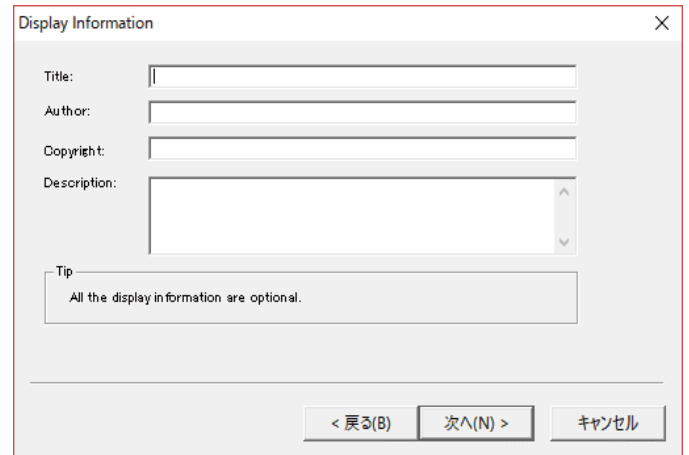 Display Information
Title:
Author:
Copyright:
Description:
Tip
All the display information are optional.
< 戻る(B) 次へ(N) > キャンセル